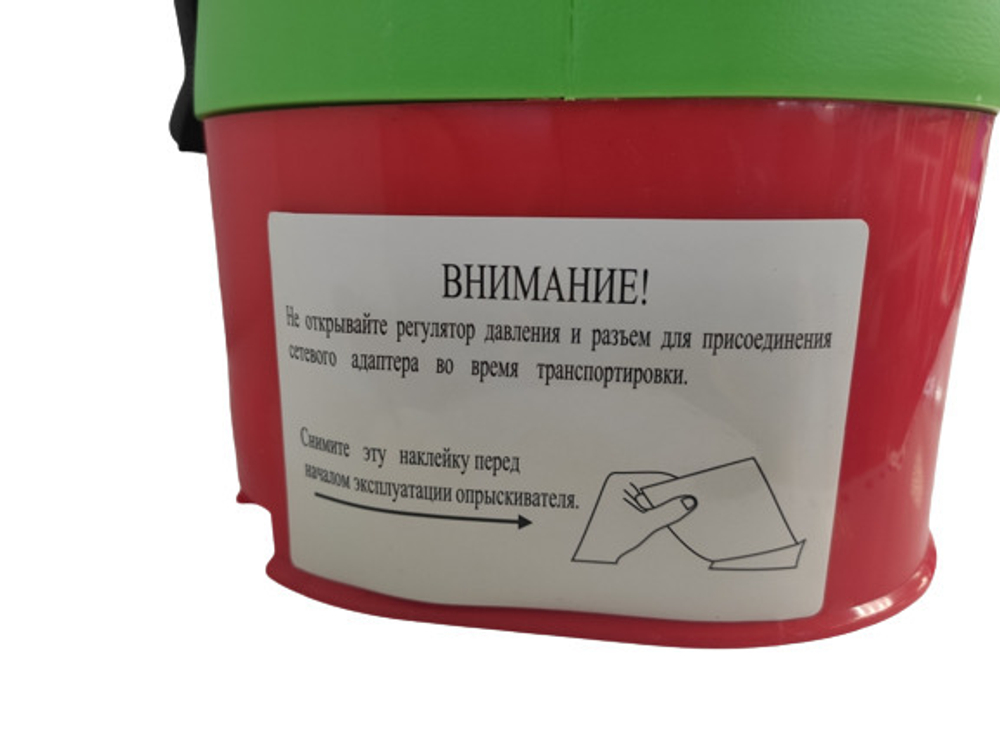 ВНИМАНИЕ!
Не открывайте регулятор давления и разъем для присоединения
сетевого адаптера во время транспортировки.
Снимите эту наклейку перед
началом эксплуатации опрыскивателя.